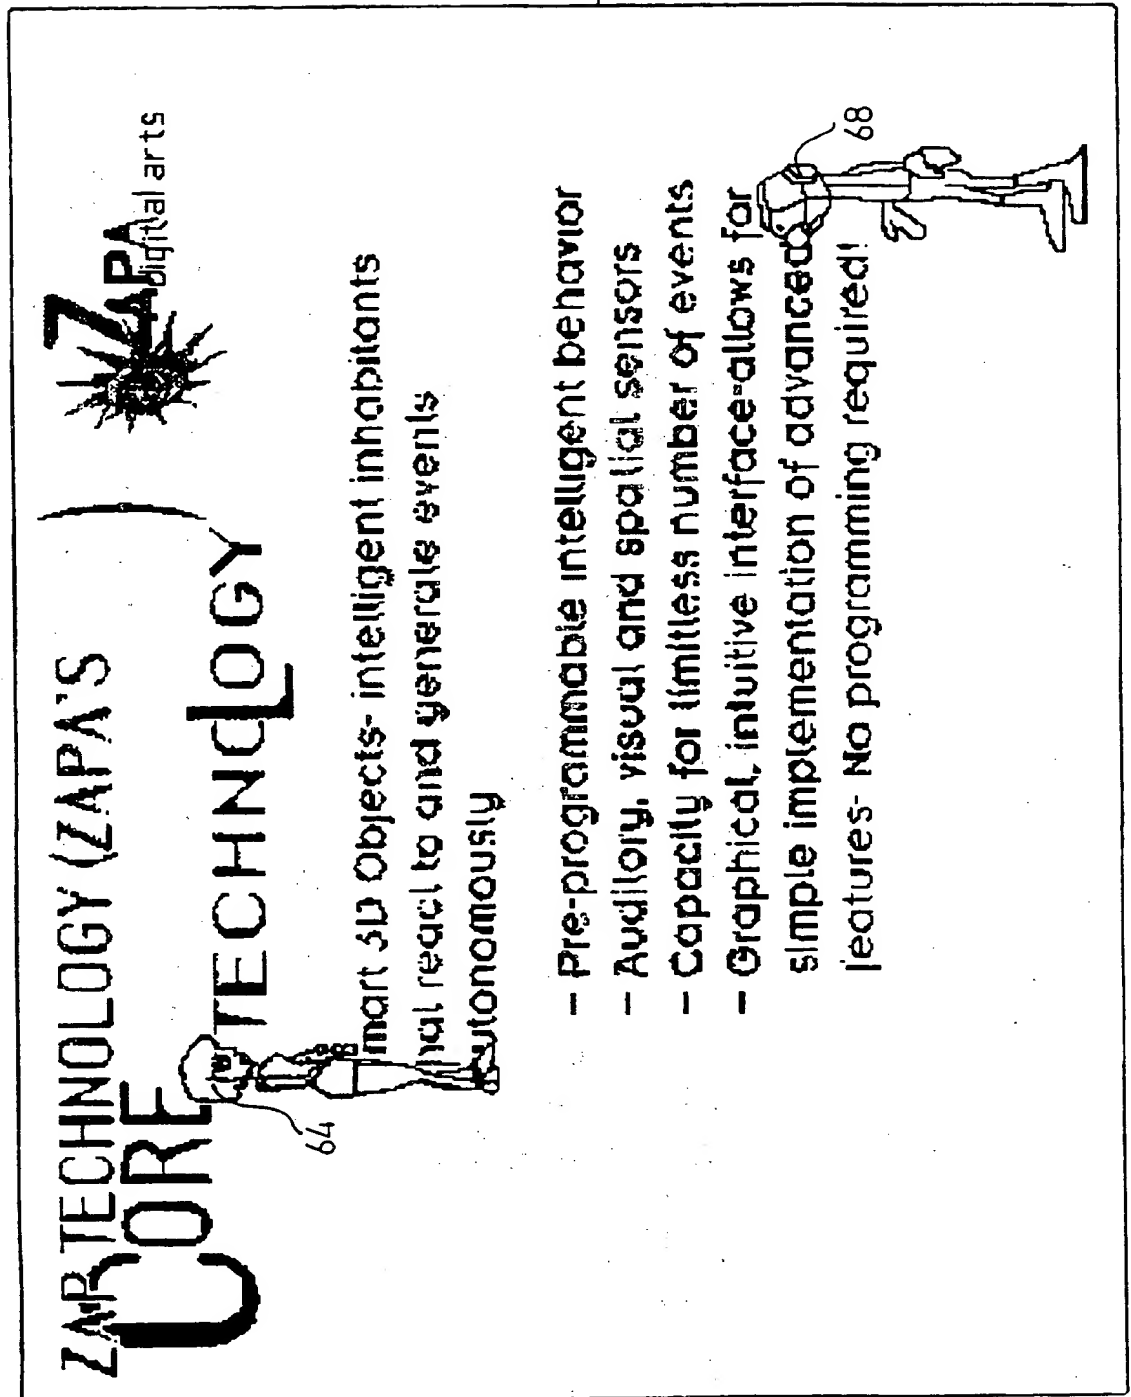 ZAP TECHNOLOGY (ZAPA'S )
CORE TECHNOLOGY
ZAPA
digital arts
64
mart 3D Objects- intelligent inhabitants
hat react to and generate events
utonomously
– Pre-programmable intelligent behavior
– Auditory, visual and spatial sensors
– Capacity for limitless number of events
– Graphical, intuitive interface-allows for
simple implementation of advanced
features- No programming required!
68